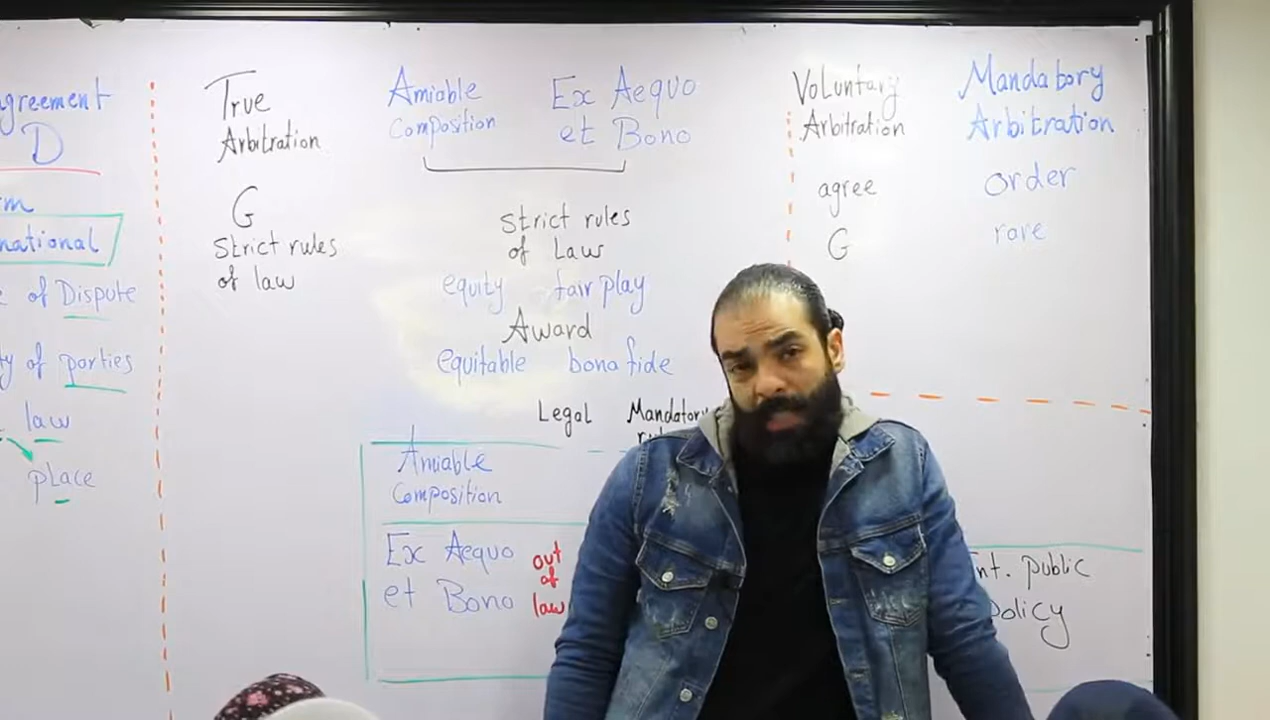 greement
D
national
of Dispute
of parties
law
place
True
Arbitration
G
Strict rules
of law
Amiable
Composition
Ex Aequo
et Bono
strict rules
of Law
equity fair play
Award
equitable bona fide
Legal Mandatory
Amiable
Composition
Ex Aequo
et Bono
out
of
law
Voluntary
Arbitration
agree
G
Mandabory
Arbitration
order
rare
nt. public
policy